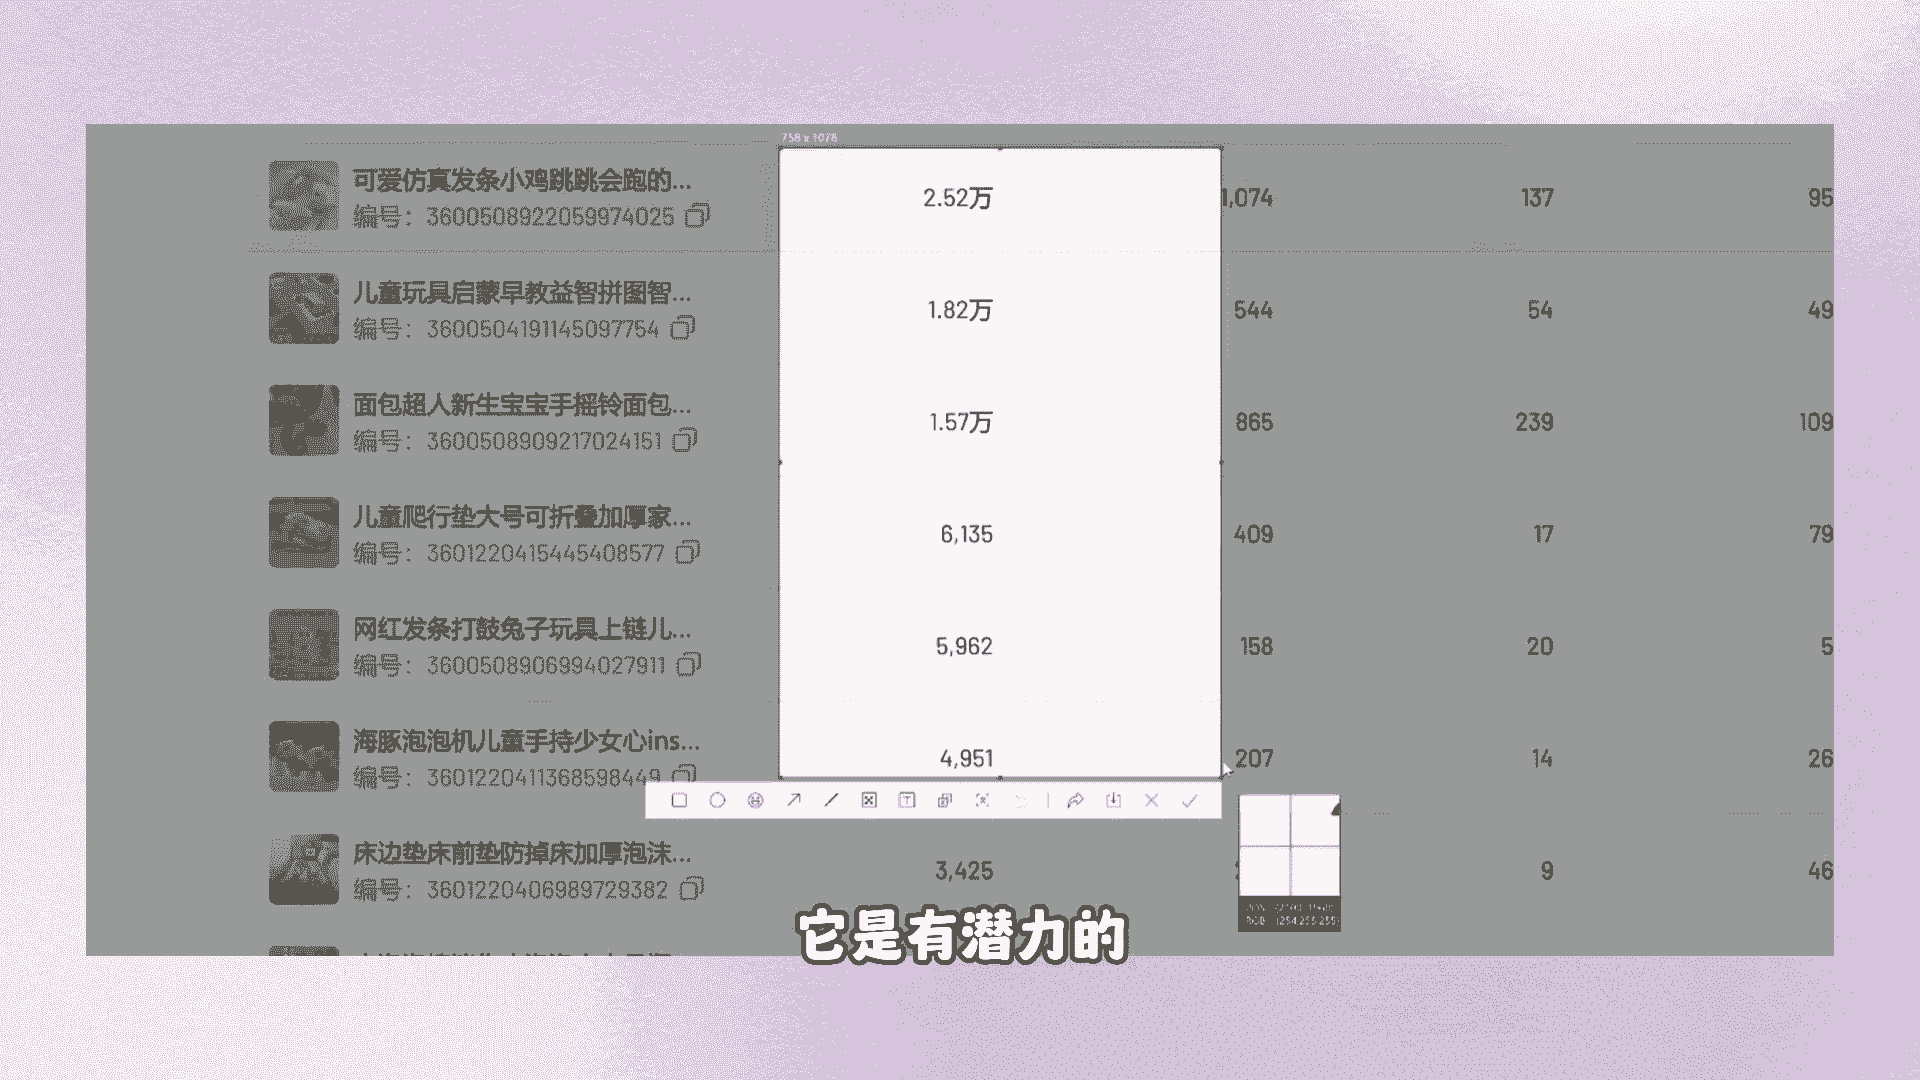 758 x 1078
可爱仿真发条小鸡跳跳会跑的...
编号: 3600508922059974025
2.52万 1,074 137 95
儿童玩具启蒙早教益智拼图智...
编号: 3600504191145097754
1.82万 544 54 49
面包超人新生宝宝手摇铃面包...
编号: 3600508909217024151
1.57万 865 239 109
儿童爬行垫大号可折叠加厚家...
编号: 3601220415445408577
6,135 409 17 79
网红发条打鼓兔子玩具上链儿...
编号: 3600508906994027911
5,962 158 20 5
海豚泡泡机儿童手持少女心ins...
编号: 3601220411368598449
4,951 207 14 26
床边垫床前垫防掉床加厚泡沫...
编号: 3601220406989729382
3,425 9 46
RGB: (254,255,255)
它是有潜力的